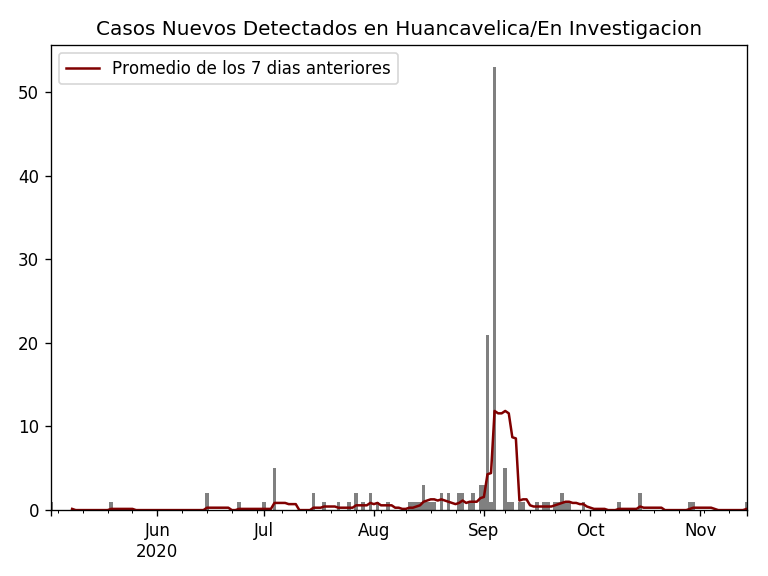 Casos Nuevos Detectados en Huancavelica/En Investigacion
Promedio de los 7 dias anteriores
50
40
30
20
10
0
Jun Jul Aug Sep Oct Nov
2020